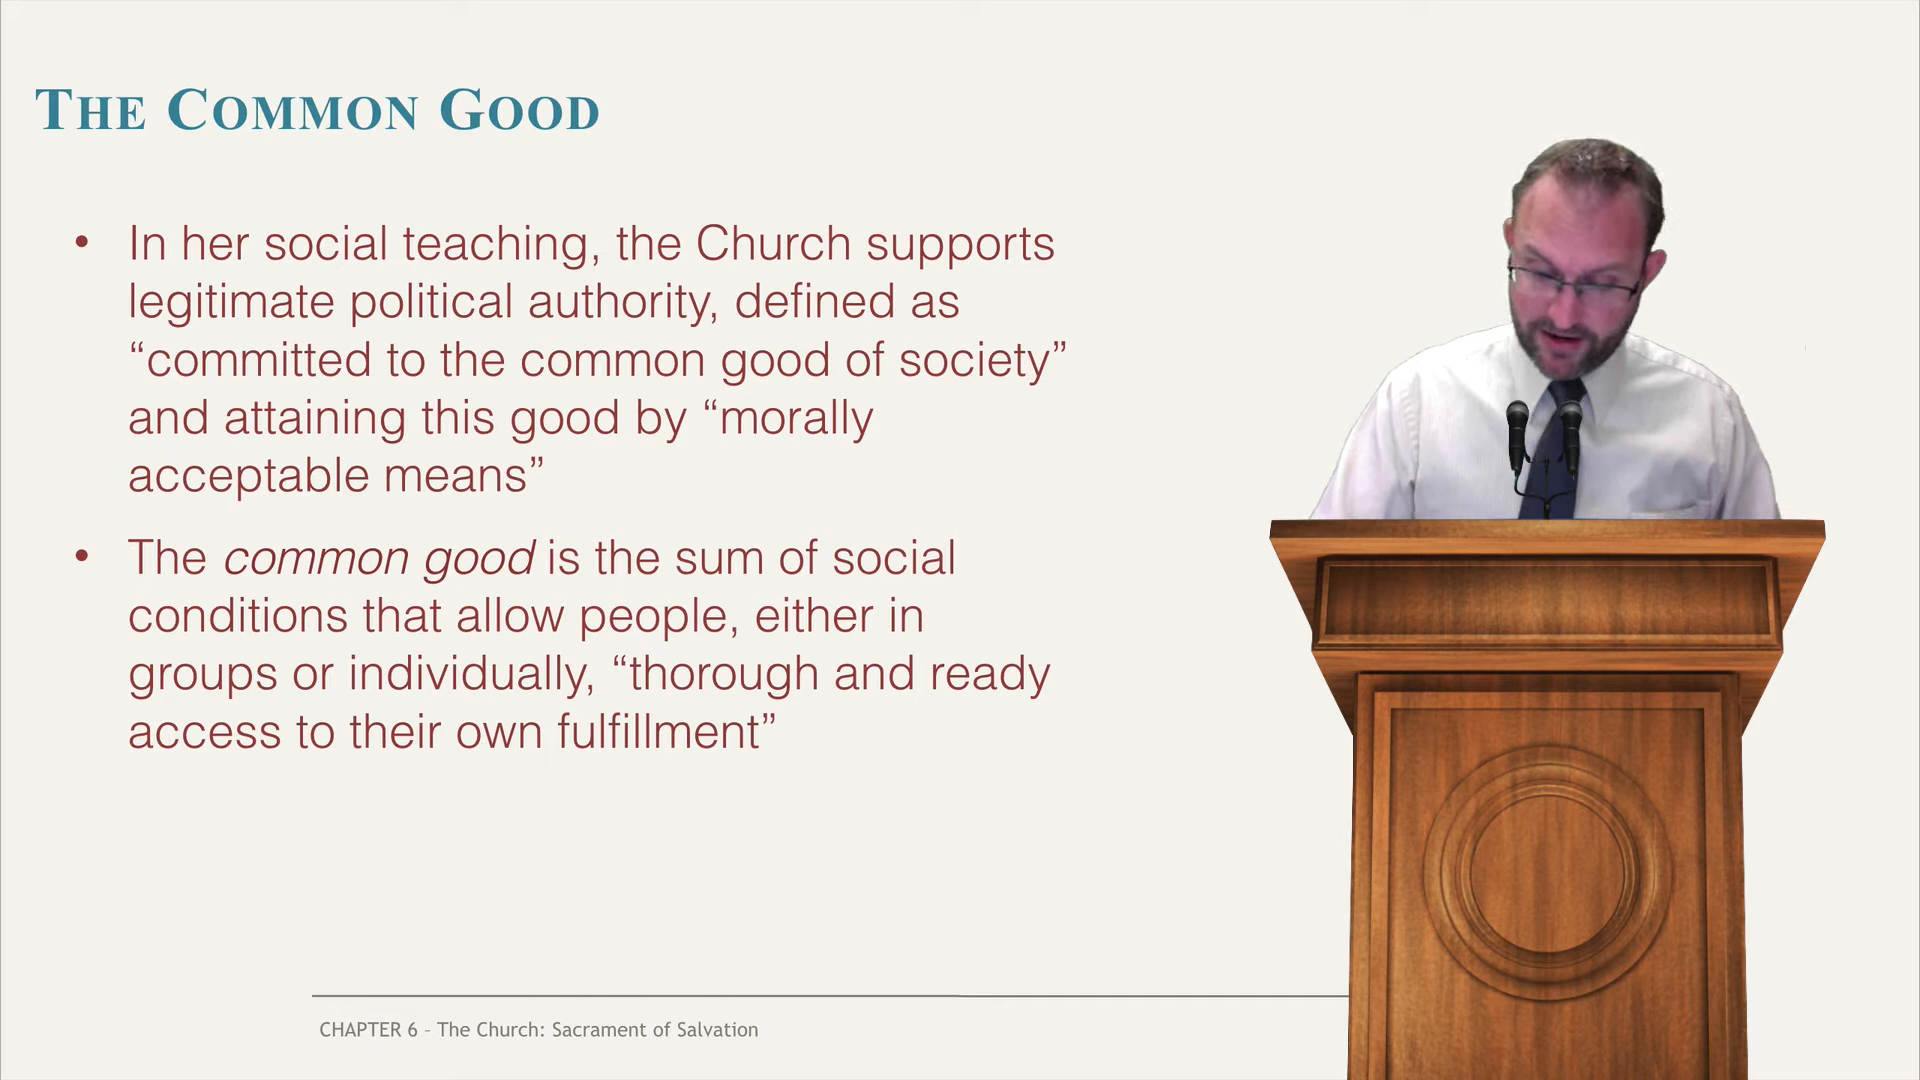 The Common Good
• In her social teaching, the Church supports
legitimate political authority, defined as
“committed to the common good of society”
and attaining this good by “morally
acceptable means”
• The common good is the sum of social
conditions that allow people, either in
groups or individually, “thorough and ready
access to their own fulfillment”
CHAPTER 6 – The Church: Sacrament of Salvation